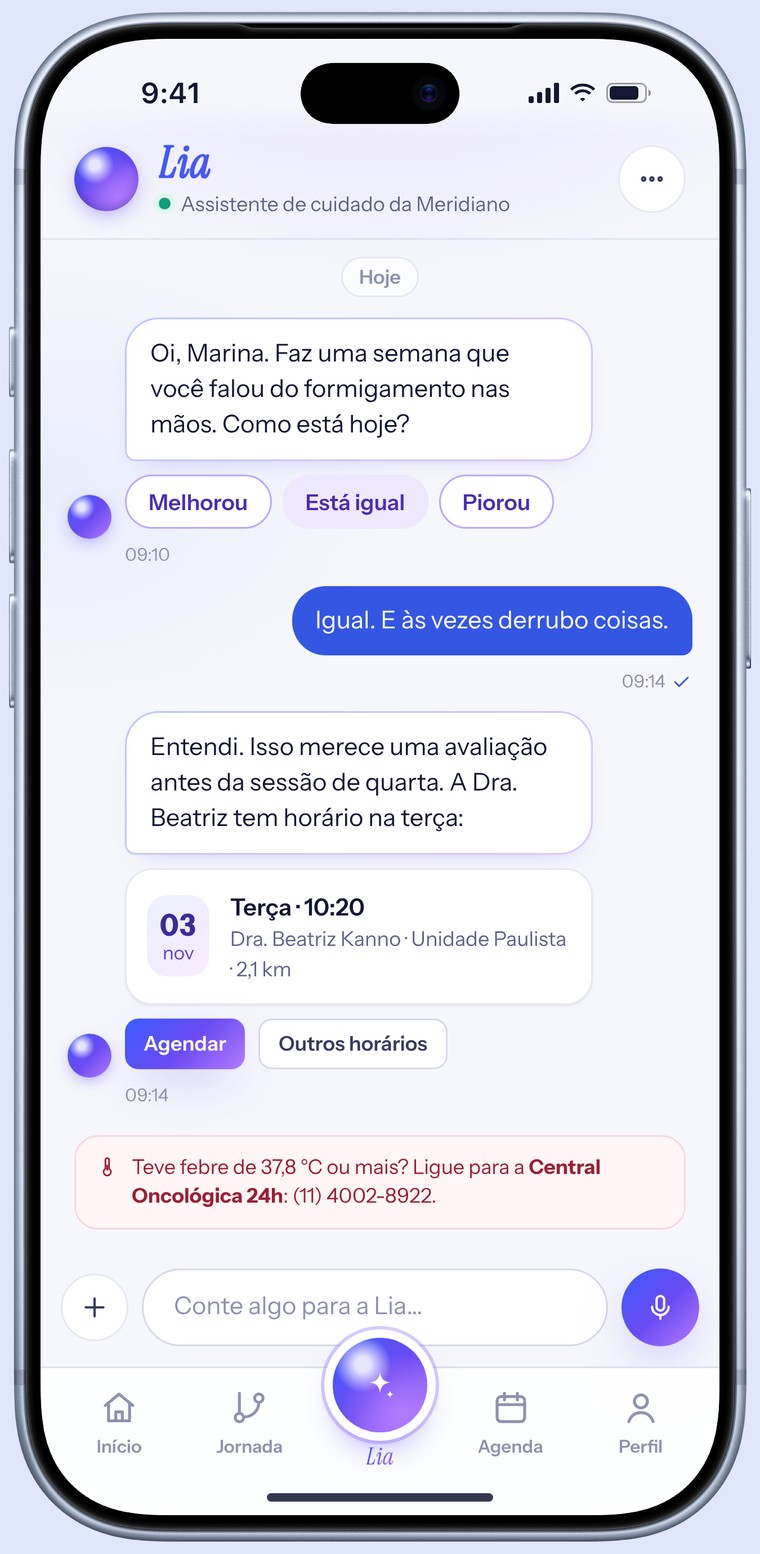 9:41
Lia
Assistente de cuidado da Meridiano
Hoje
Oi, Marina. Faz uma semana que
você falou do formigamento nas
mãos. Como está hoje?
Melhorou
Está igual
Piorou
09:10
Igual. E às vezes derrubo coisas.
09:14
Entendi. Isso merece uma avaliação
antes da sessão de quarta. A Dra.
Beatriz tem horário na terça:
03
nov
Terça · 10:20
Dra. Beatriz Kanno · Unidade Paulista
· 2,1 km
Agendar
Outros horários
09:14
Teve febre de 37,8 °C ou mais? Ligue para a Central
Oncológica 24h: (11) 4002-8922.
Conte algo para a Lia...
Início
Jornada
Lia
Agenda
Perfil